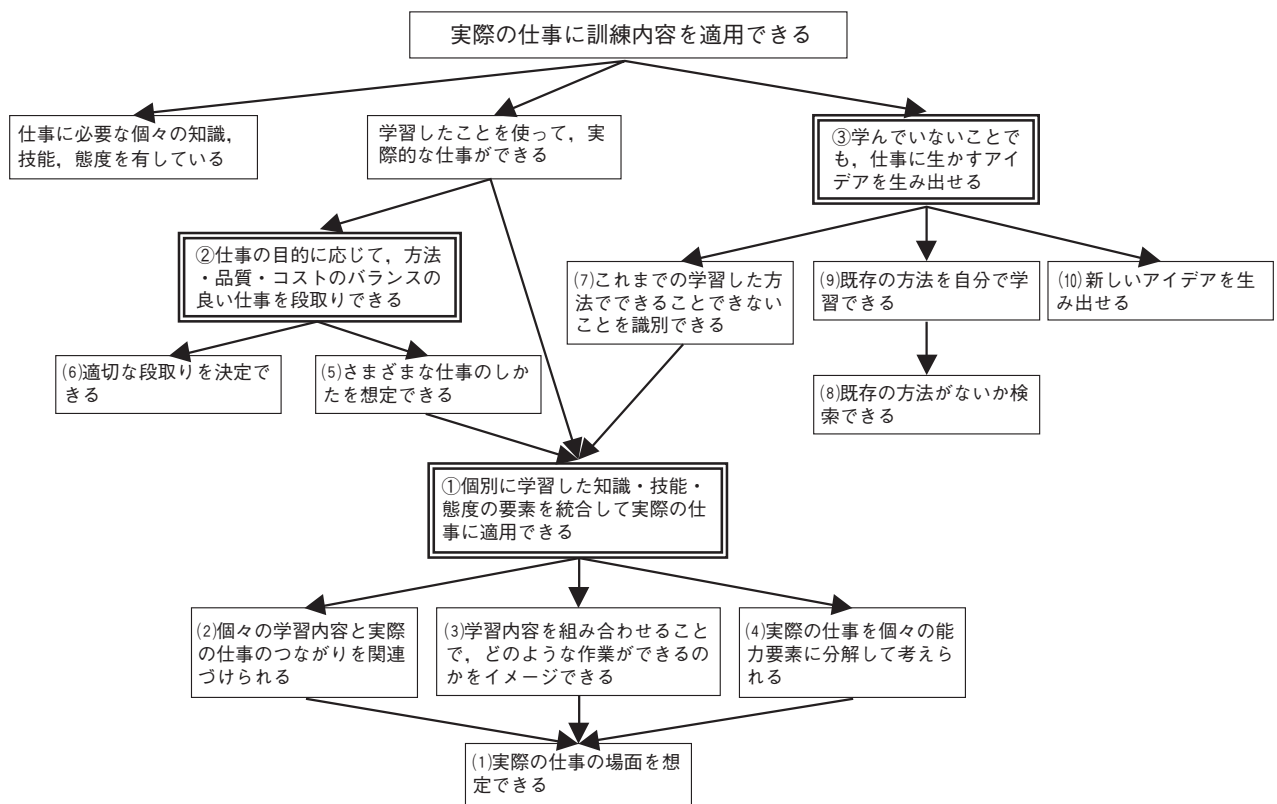 実際の仕事に訓練内容を適用できる
仕事に必要な個々の知識,
技能,態度を有している
学習したことを使って,実
際的な仕事ができる
③学んでいないことで
も,仕事に生かすアイ
デアを生み出せる
②仕事の目的に応じて,方法
・品質・コストのバランスの
良い仕事を段取りできる
(7)これまでの学習した方
法でできることできない
ことを識別できる
(9)既存の方法を自分で学
習できる
(10)新しいアイデアを生
み出せる
(6)適切な段取りを決定で
きる
(5)さまざまな仕事のしか
たを想定できる
(8)既存の方法がないか検
索できる
①個別に学習した知識・技能・
態度の要素を統合して実際の仕
事に適用できる
(2)個々の学習内容と実際
の仕事のつながりを関連
づけられる
(3)学習内容を組み合わせること
で,どのような作業ができるの
かをイメージできる
(4)実際の仕事を個々の能
力要素に分解して考えら
れる
(1)実際の仕事の場面を想
定できる